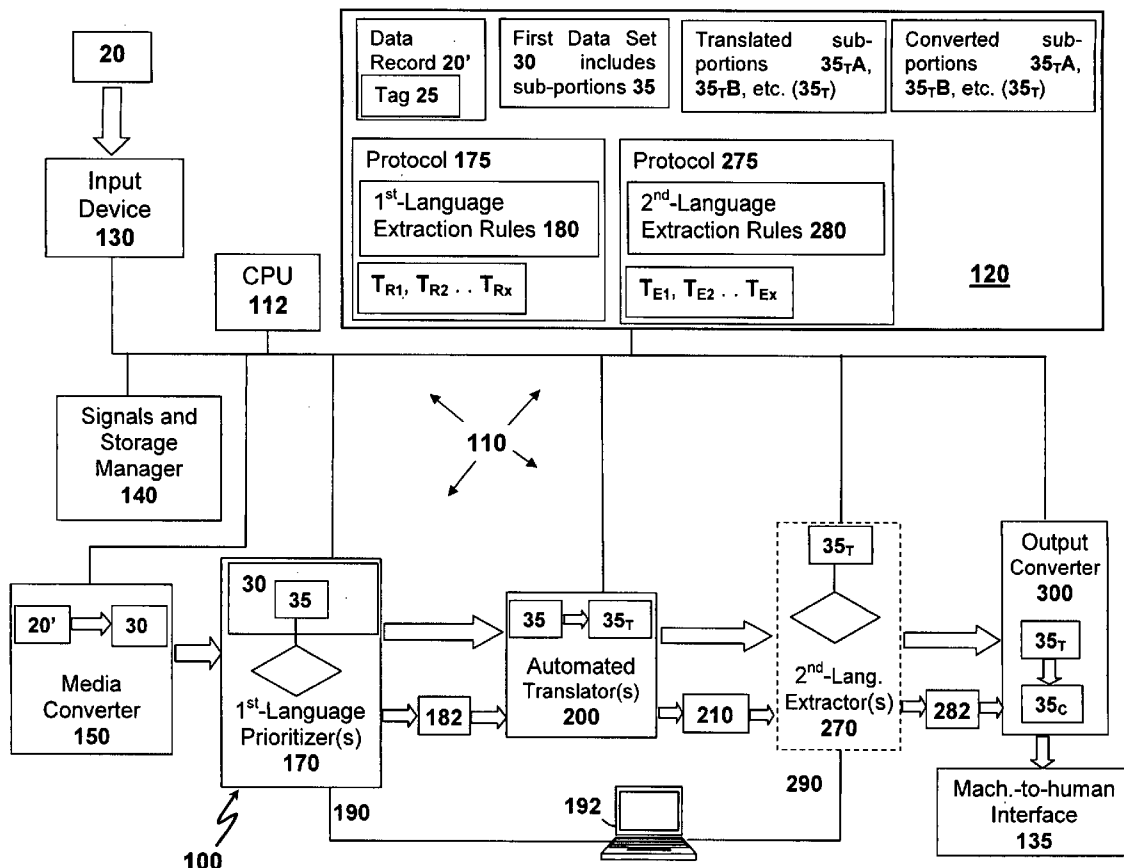 20
Input
Device
130
CPU
112
Data
Record 20'
Tag 25
First Data Set
30 includes
sub-portions 35
Translated sub-
portions 35TA,
35TB, etc. (35T)
Converted sub-
portions 35TA,
35TB, etc. (35T)
Protocol 175
1st-Language
Extraction Rules 180
TR1, TR2 . . TRx
Protocol 275
2nd-Language
Extraction Rules 280
TE1, TE2 . . TEx
120
Signals and
Storage
Manager
140
110
20'
30
Media
Converter
150
30
35
1st-Language
Prioritizer(s)
170
182
35
35T
Automated
Translator(s)
200
210
35T
2nd-Lang.
Extractor(s)
270
282
Output
Converter
300
35T
35C
Mach.-to-human
Interface
135
100
190
192
290